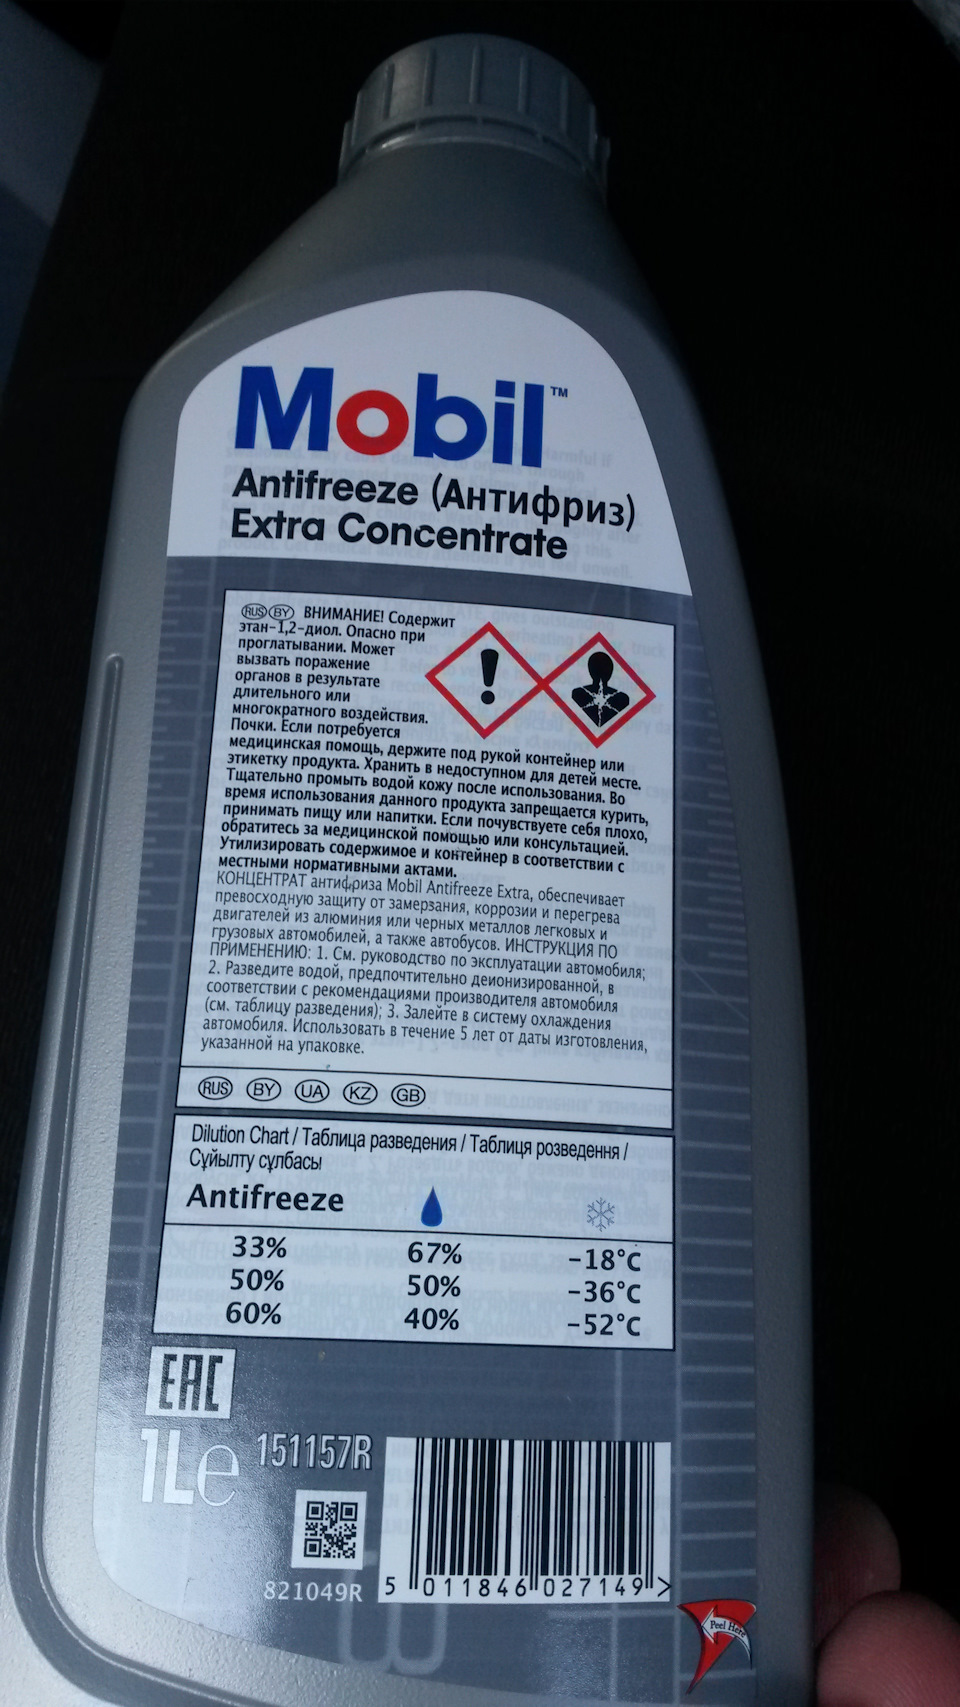 Mobil™
Antifreeze (Антифриз)
Extra Concentrate
RUS BY ВНИМАНИЕ! Содержит
этан-1,2-диол. Опасно при
проглатывании. Может
вызвать поражение
органов в результате
длительного или
многократного воздействия.
Почки. Если потребуется
медицинская помощь, держите под рукой контейнер или
этикетку продукта. Хранить в недоступном для детей месте.
Тщательно промыть водой кожу после использования. Во
время использования данного продукта запрещается курить,
принимать пищу или напитки. Если почувствуете себя плохо,
обратитесь за медицинской помощью или консультацией.
Утилизировать содержимое и контейнер в соответствии с
местными нормативными актами.
КОНЦЕНТРАТ антифриза Mobil Antifreeze Extra, обеспечивает
превосходную защиту от замерзания, коррозии и перегрева
двигателей из алюминия или черных металлов легковых и
грузовых автомобилей, а также автобусов. ИНСТРУКЦИЯ ПО
ПРИМЕНЕНИЮ: 1. См. руководство по эксплуатации автомобиля;
2. Разведите водой, предпочтительно деионизированной, в
соответствии с рекомендациями производителя автомобиля
(см. таблицу разведения); 3. Залейте в систему охлаждения
автомобиля. Использовать в течение 5 лет от даты изготовления,
указанной на упаковке.
RUS BY UA KZ GB
Dilution Chart / Таблица разведения / Таблиця розведення /
Сұйылту сұлбасы
Antifreeze
33% 67% -18°C
50% 50% -36°C
60% 40% -52°C
EAC
1L e 151157R
821049R
5 011846 027149 >
Peel Here